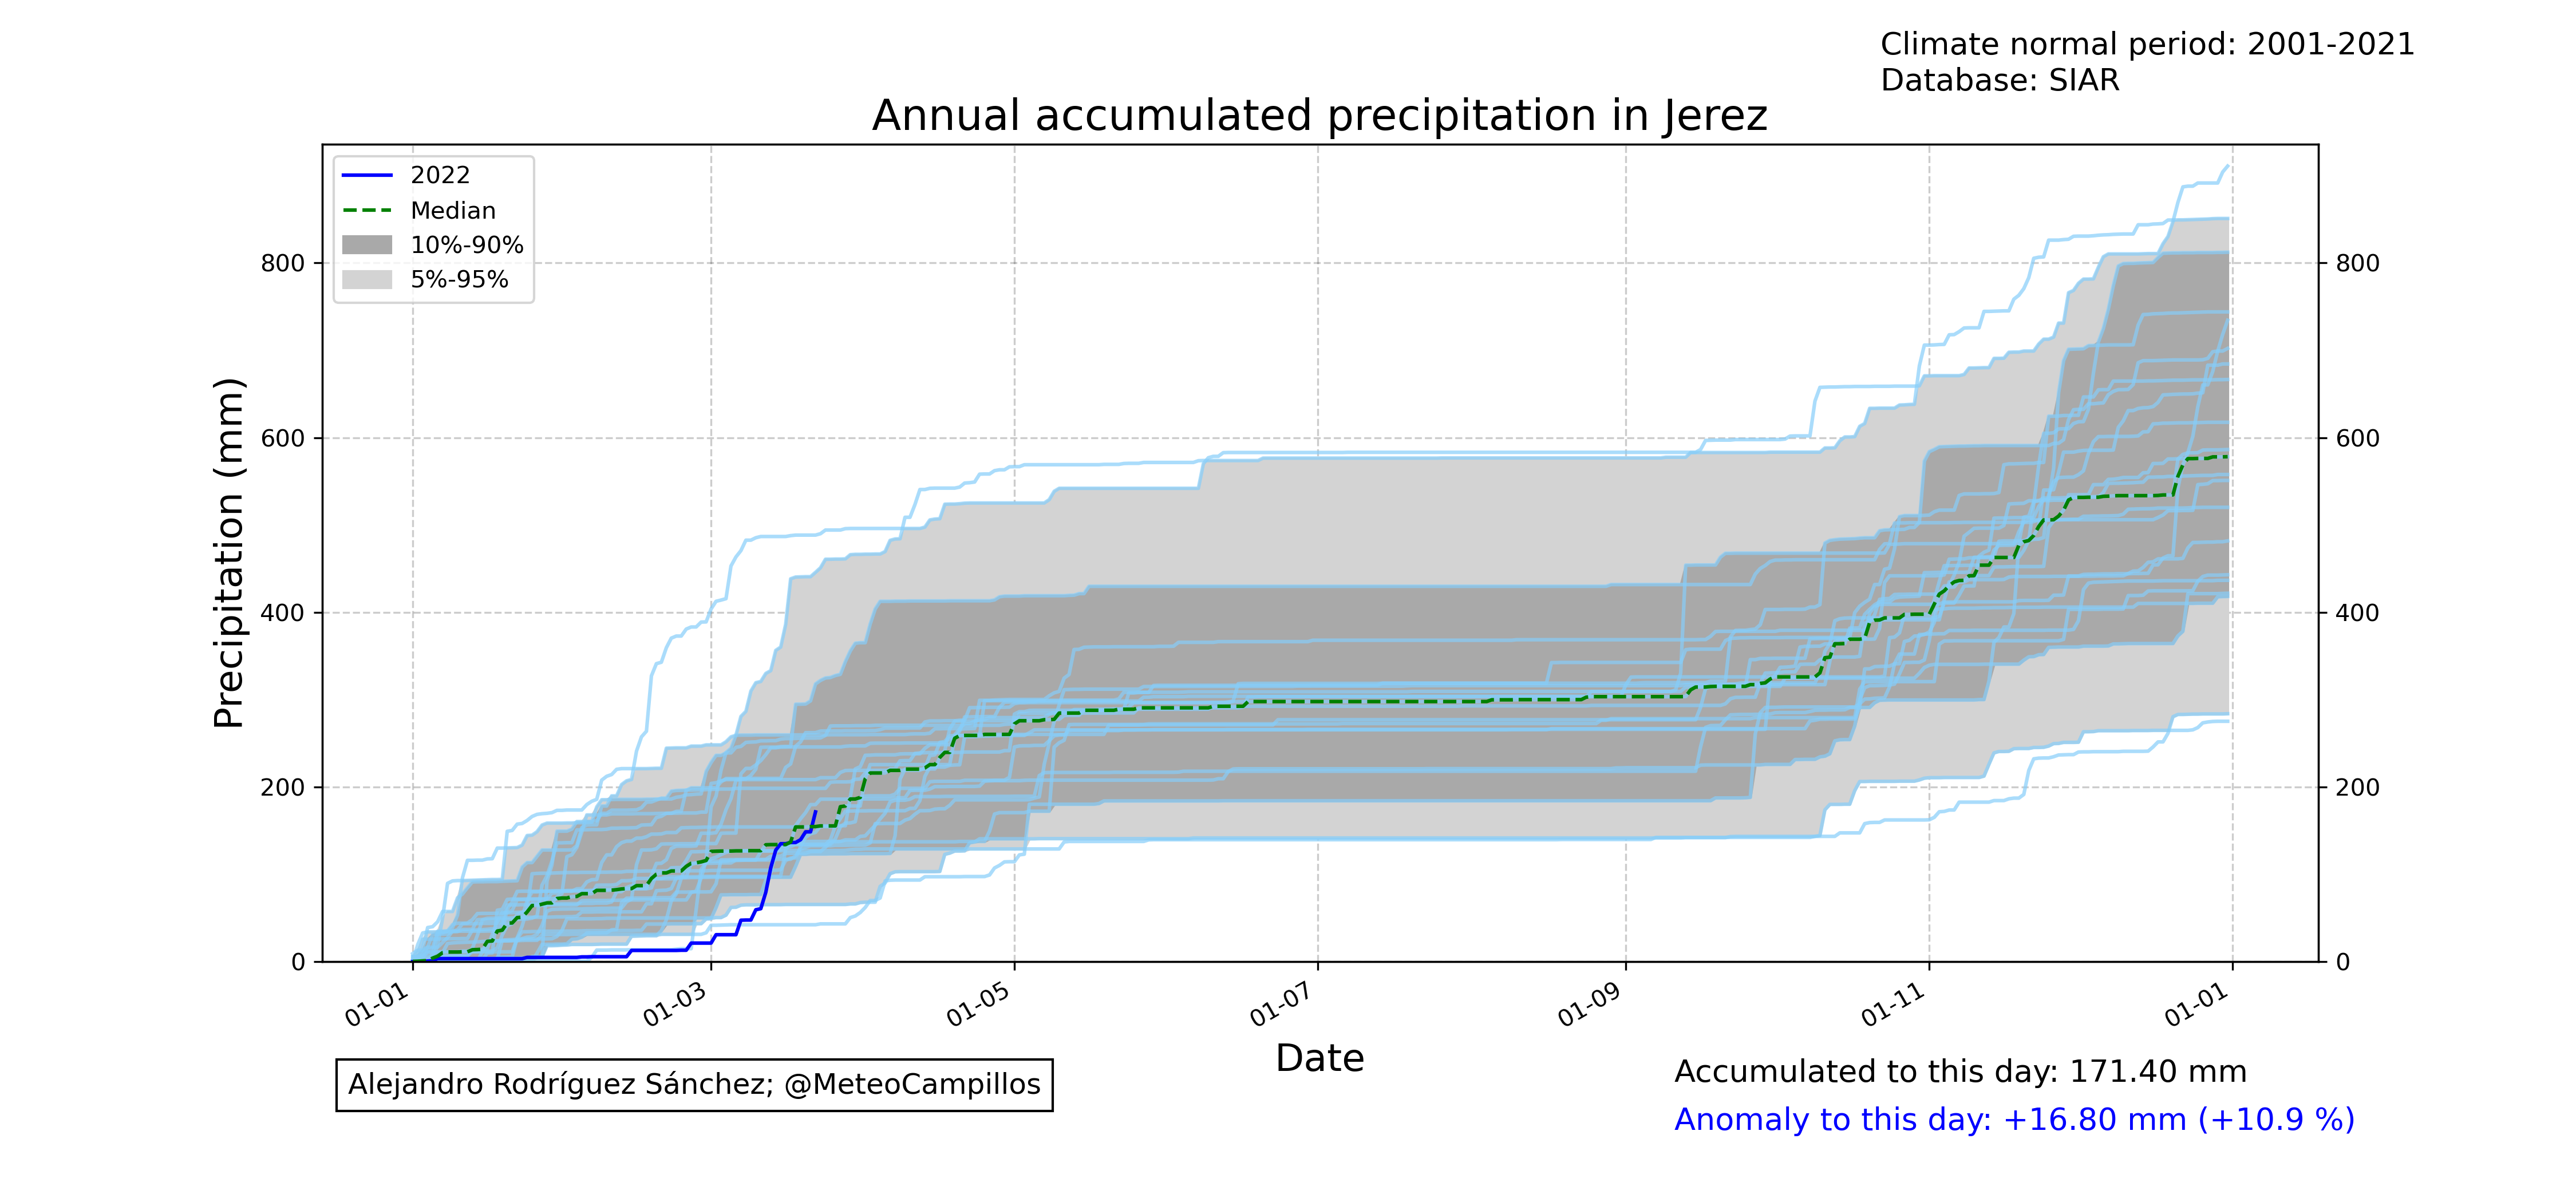 Climate normal period: 2001-2021
Database: SIAR
Annual accumulated precipitation in Jerez
2022
Median
10%-90%
5%-95%
Precipitation (mm)
800
600
400
200
0
800
600
400
200
0
01-01
01-03
01-05
01-07
01-09
01-11
01-01
Date
Alejandro Rodríguez Sánchez; @MeteoCampillos
Accumulated to this day: 171.40 mm
Anomaly to this day: +16.80 mm (+10.9 %)